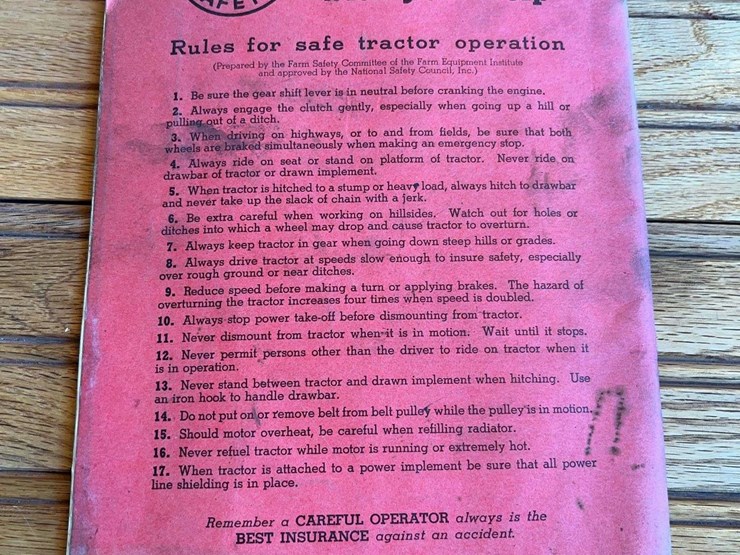 Rules for safe tractor operation
(Prepared by the Farm Safety Committee of the Farm Equipment Institute
and approved by the National Safety Council, Inc.)
1. Be sure the gear shift lever is in neutral before cranking the engine.
2. Always engage the clutch gently, especially when going up a hill or
pulling out of a ditch.
3. When driving on highways, or to and from fields, be sure that both
wheels are braked simultaneously when making an emergency stop.
4. Always ride on seat or stand on platform of tractor. Never ride on
drawbar of tractor or drawn implement.
5. When tractor is hitched to a stump or heavy load, always hitch to drawbar
and never take up the slack of chain with a jerk.
6. Be extra careful when working on hillsides. Watch out for holes or
ditches into which a wheel may drop and cause tractor to overturn.
7. Always keep tractor in gear when going down steep hills or grades.
8. Always drive tractor at speeds slow enough to insure safety, especially
over rough ground or near ditches.
9. Reduce speed before making a turn or applying brakes. The hazard of
overturning the tractor increases four times when speed is doubled.
10. Always stop power take-off before dismounting from tractor.
11. Never dismount from tractor when it is in motion. Wait until it stops.
12. Never permit persons other than the driver to ride on tractor when it
is in operation.
13. Never stand between tractor and drawn implement when hitching. Use
an iron hook to handle drawbar.
14. Do not put on or remove belt from belt pulley while the pulley is in motion.
15. Should motor overheat, be careful when refilling radiator.
16. Never refuel tractor while motor is running or extremely hot.
17. When tractor is attached to a power implement be sure that all power
line shielding is in place.
Remember a CAREFUL OPERATOR always is the
BEST INSURANCE against an accident.